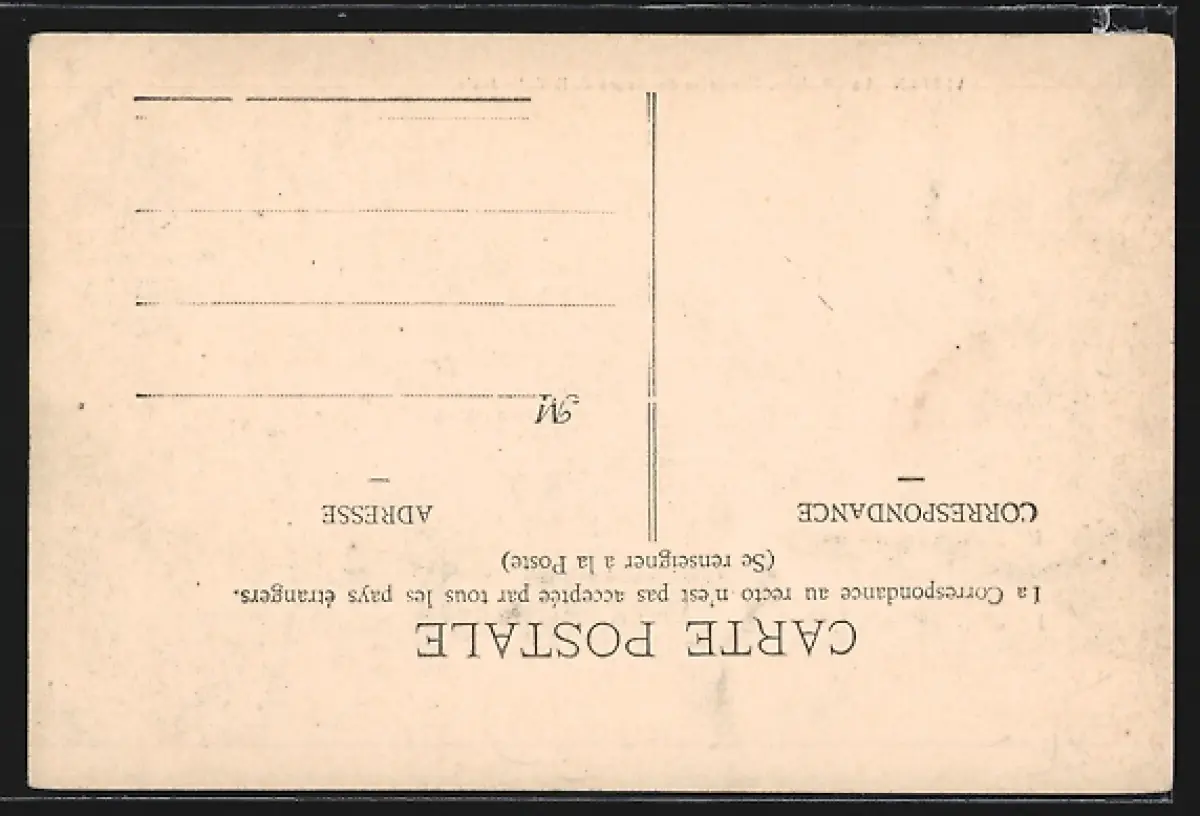 CARTE POSTALE
La Correspondance au recto n'est pas acceptée par tous les pays étrangers.
(Se renseigner à la Poste)
CORRESPONDANCE
ADRESSE
M